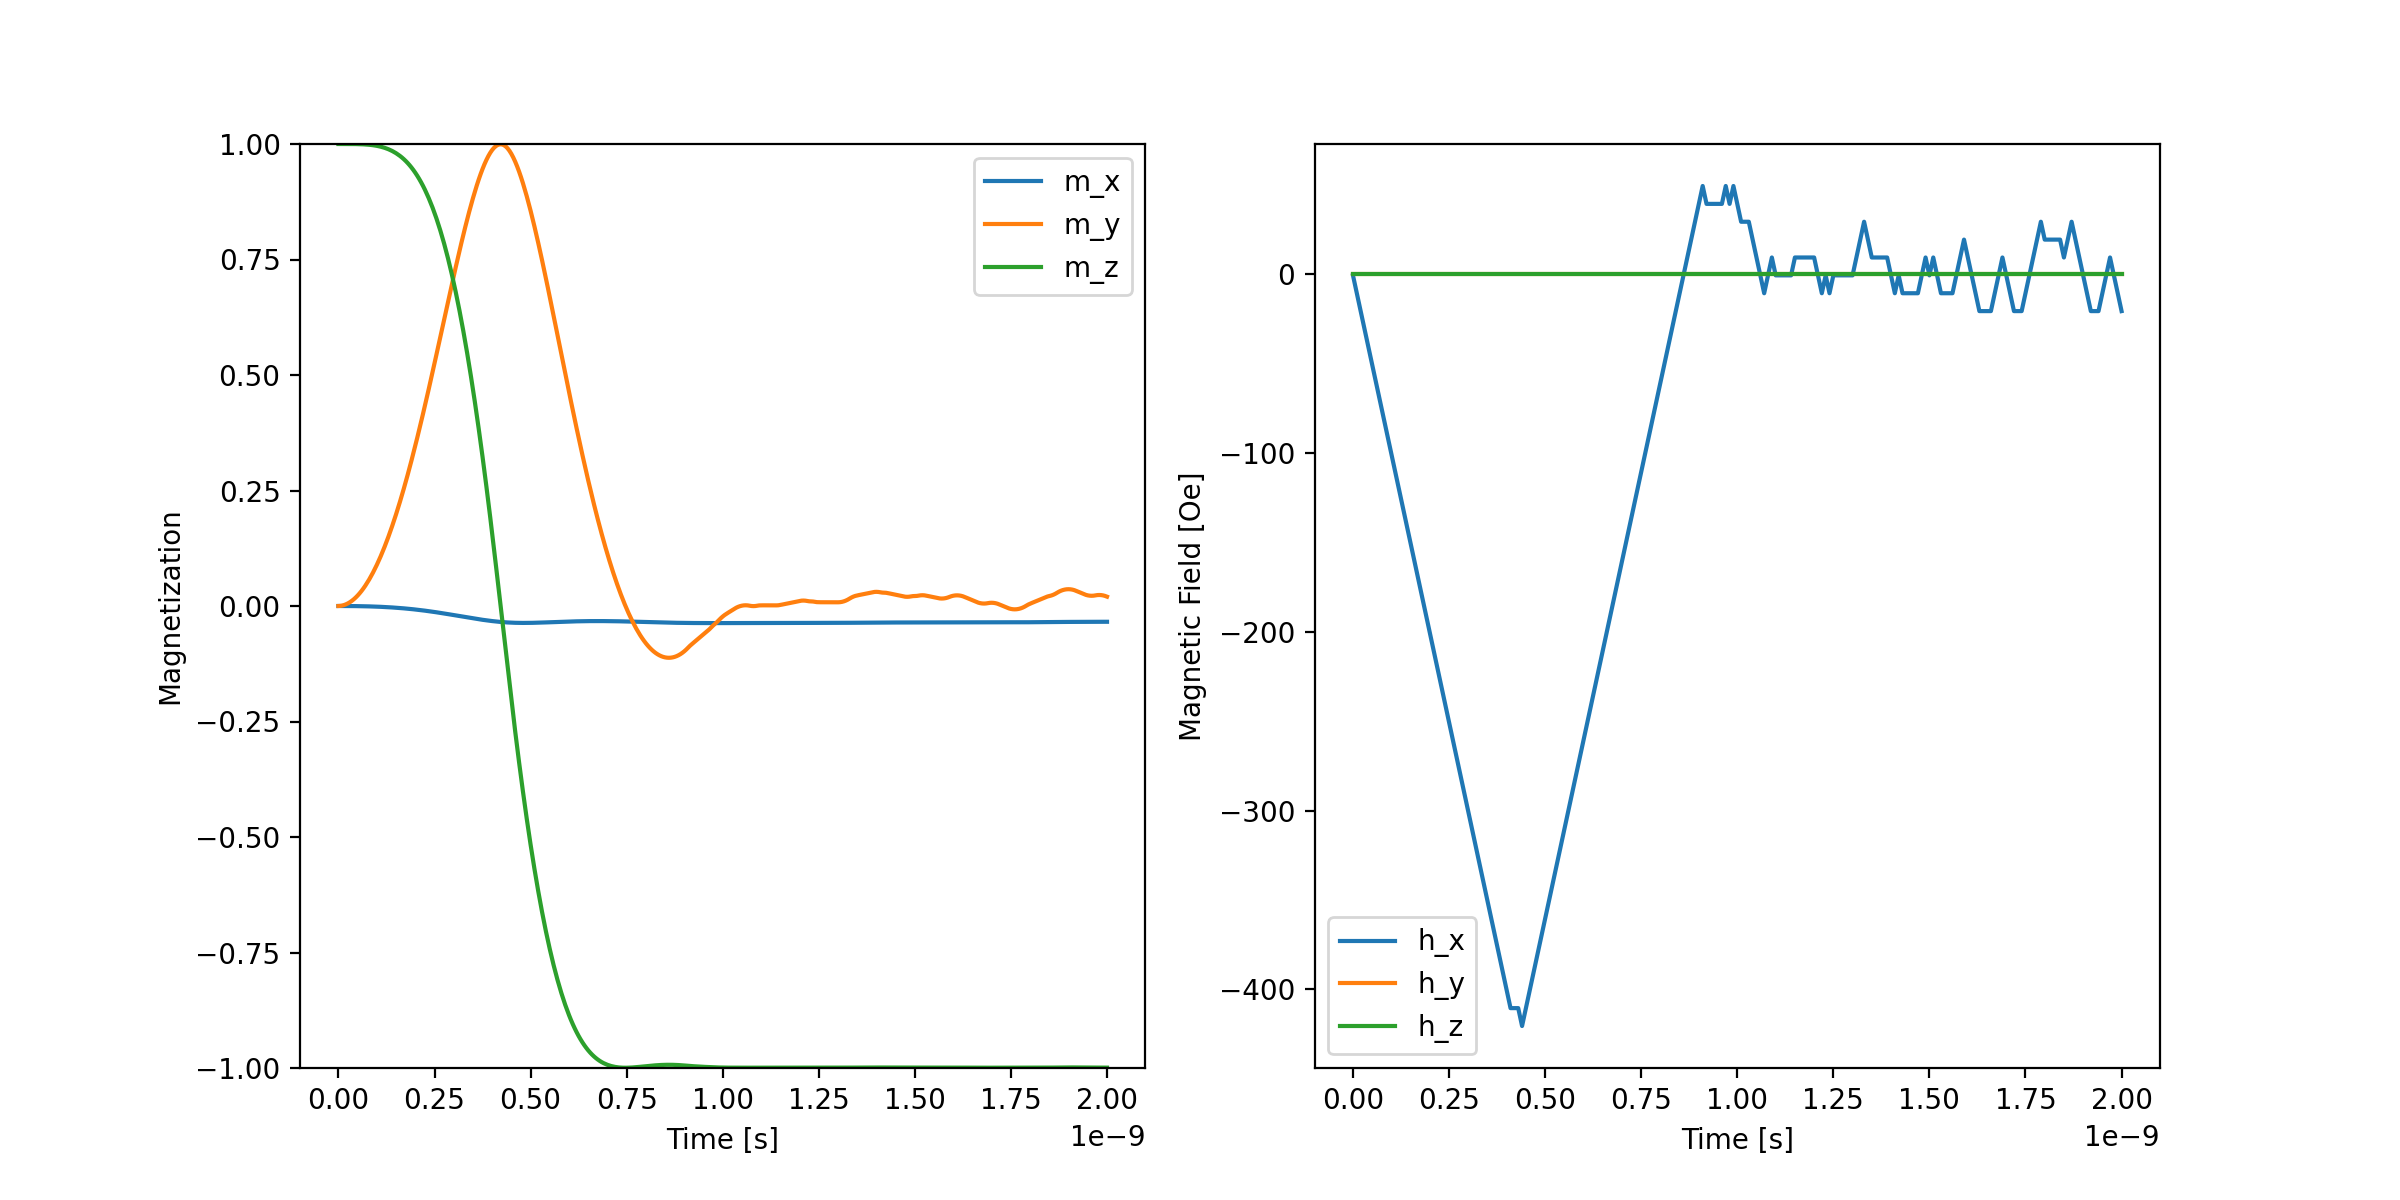 Magnetization
1.00
0.75
0.50
0.25
0.00
−0.25
−0.50
−0.75
−1.00
0.00 0.25 0.50 0.75 1.00 1.25 1.50 1.75 2.00
Time [s]
1e−9
m_x
m_y
m_z
Magnetic Field [Oe]
0
−100
−200
−300
−400
0.00 0.25 0.50 0.75 1.00 1.25 1.50 1.75 2.00
Time [s]
1e−9
h_x
h_y
h_z